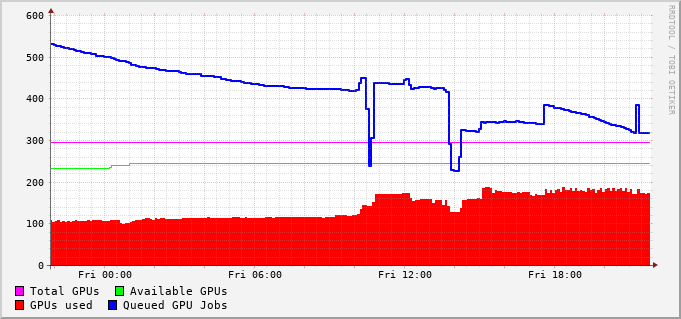 600
500
400
300
200
100
0
Fri 00:00 Fri 06:00 Fri 12:00 Fri 18:00
Total GPUs Available GPUs
GPUs used Queued GPU Jobs
RRDTOOL / TOBI OETIKER